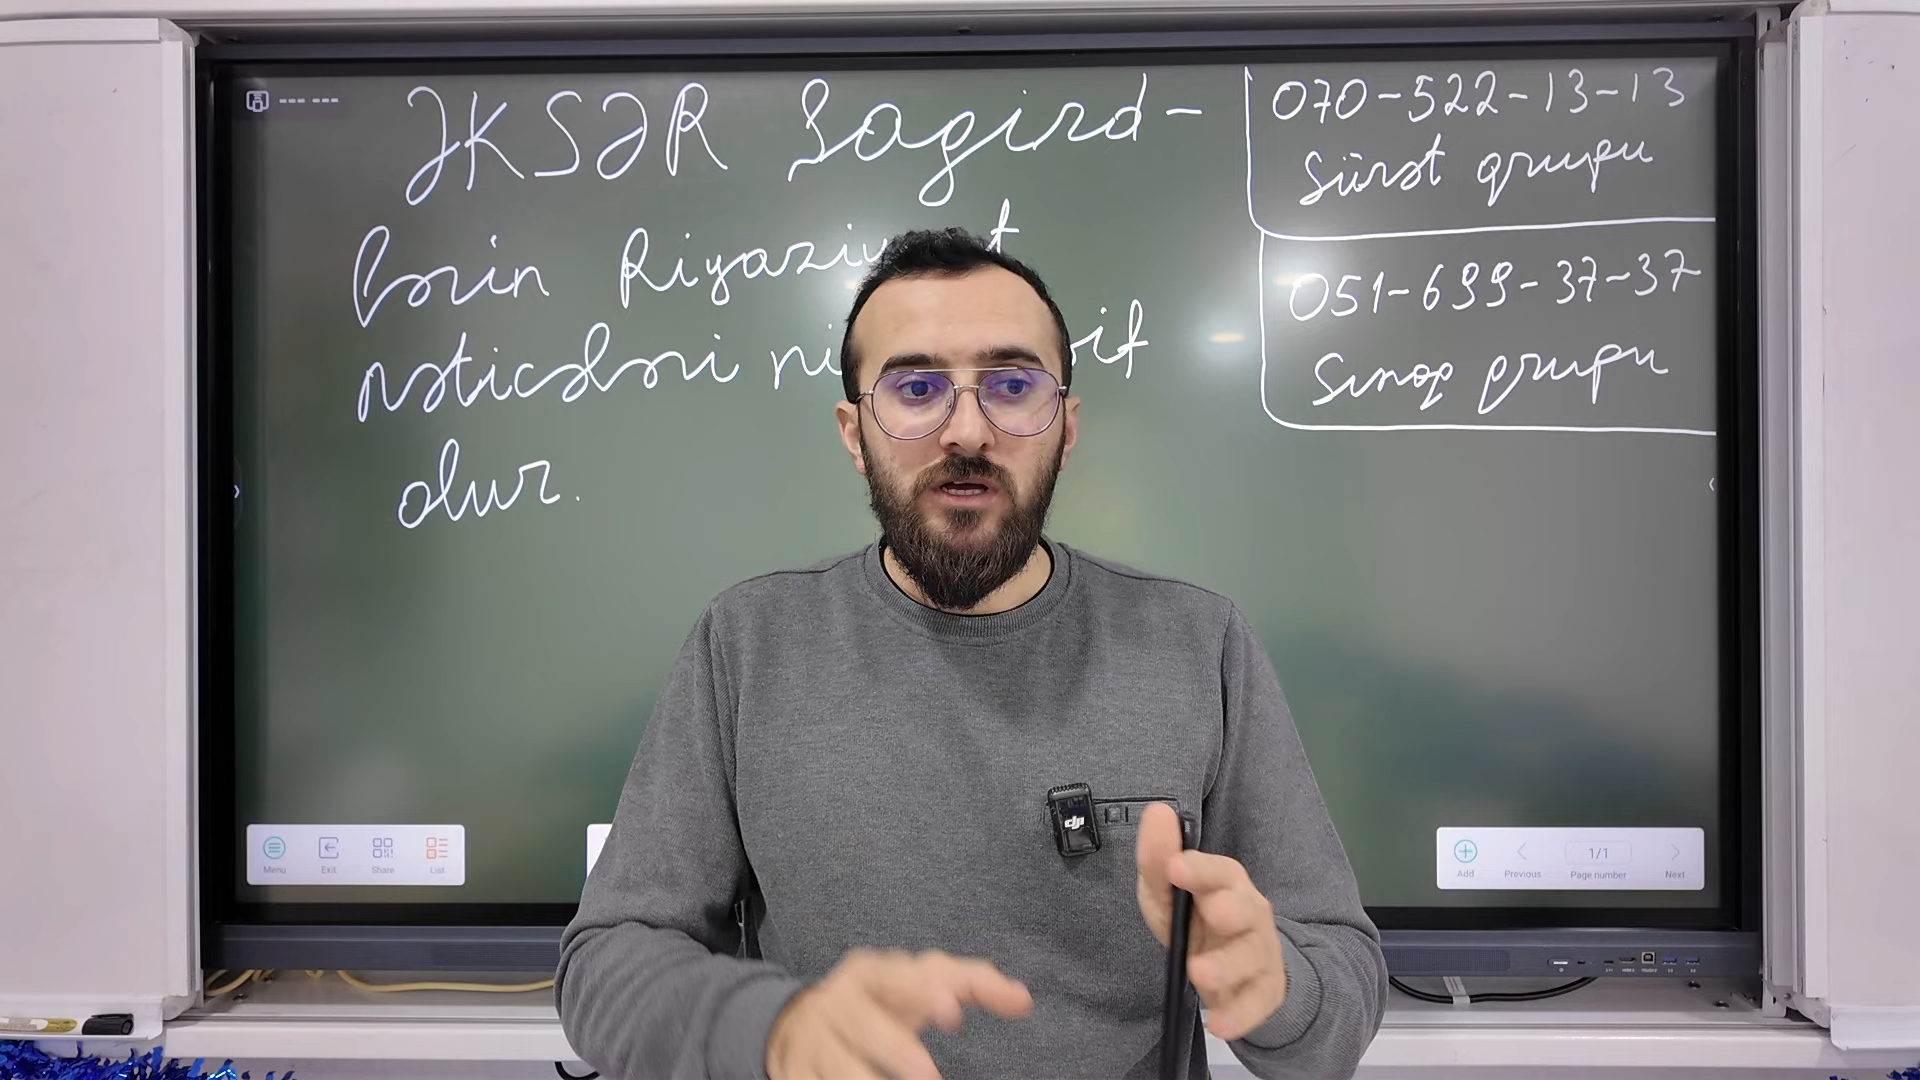 ƏKSƏR Şagird-
lərin Riyaziyyat
nəticələri
olur.
070-522-13-13
Sürət qrupu
051-699-37-37
Sınaq qrupu
dji
Menu Exit Share List
Add Previous 1/1 Page number Next